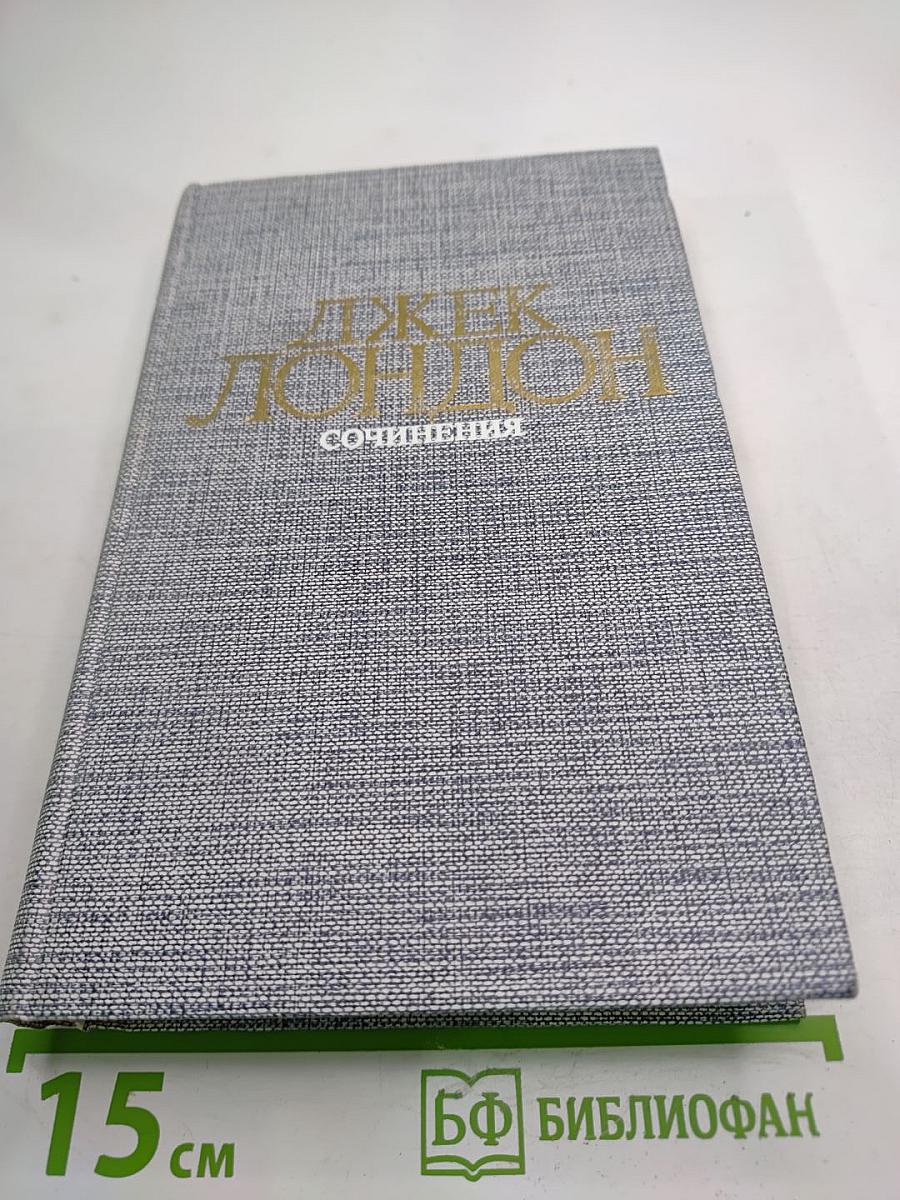 ДЖЕК
ЛОНДОН
СОЧИНЕНИЯ
15 см
БФ БИБЛИОФАН